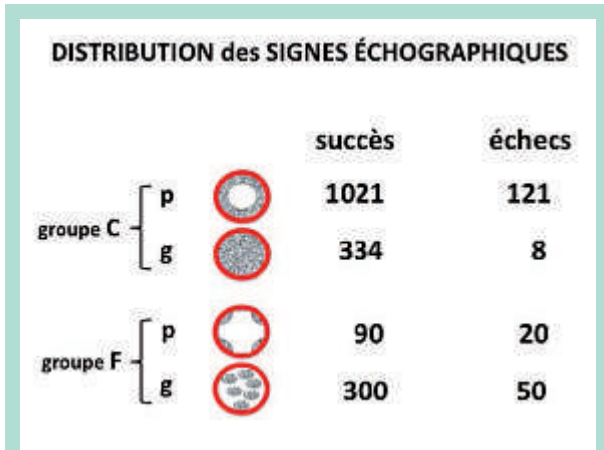 DISTRIBUTION des SIGNES ÉCHOGRAPHIQUES
succès échecs
p 1021 121
groupe C
g 334 8
p 90 20
groupe F
g 300 50